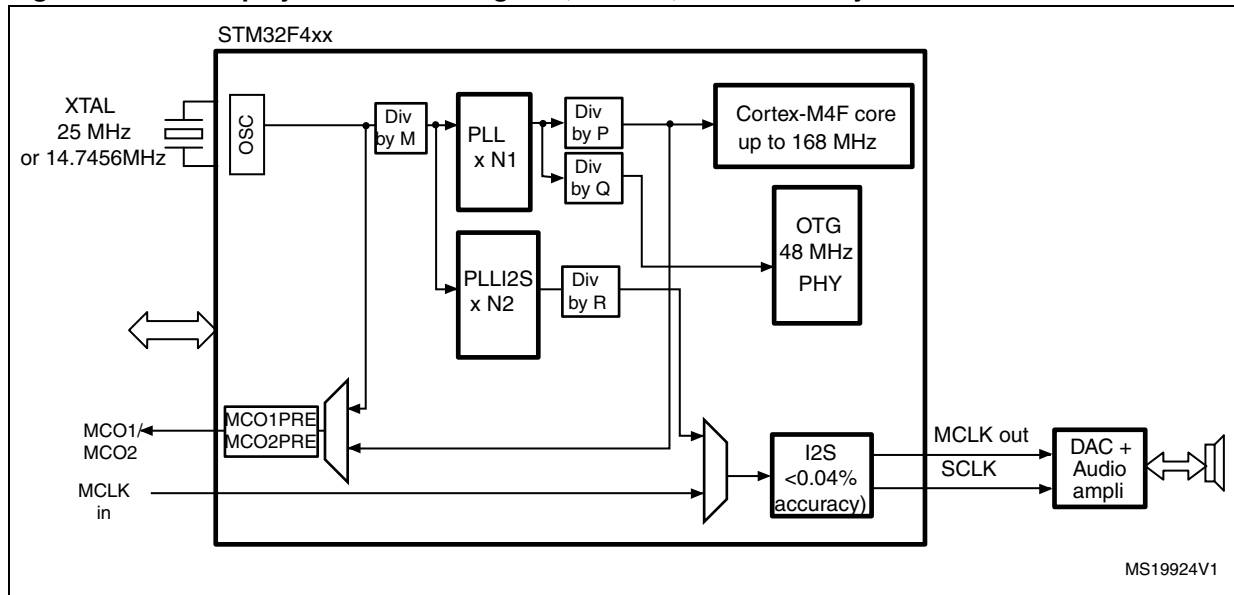 STM32F4xx
XTAL
25 MHz
or 14.7456MHz
OSC
Div
by M
PLL
x N1
Div
by P
Div
by Q
Cortex-M4F core
up to 168 MHz
OTG
48 MHz
PHY
PLLI2S
x N2
Div
by R
MCO1PRE
MCO2PRE
MCO1/
MCO2
MCLK
in
I2S
<0.04%
accuracy)
MCLK out
SCLK
DAC +
Audio
ampli
MS19924V1